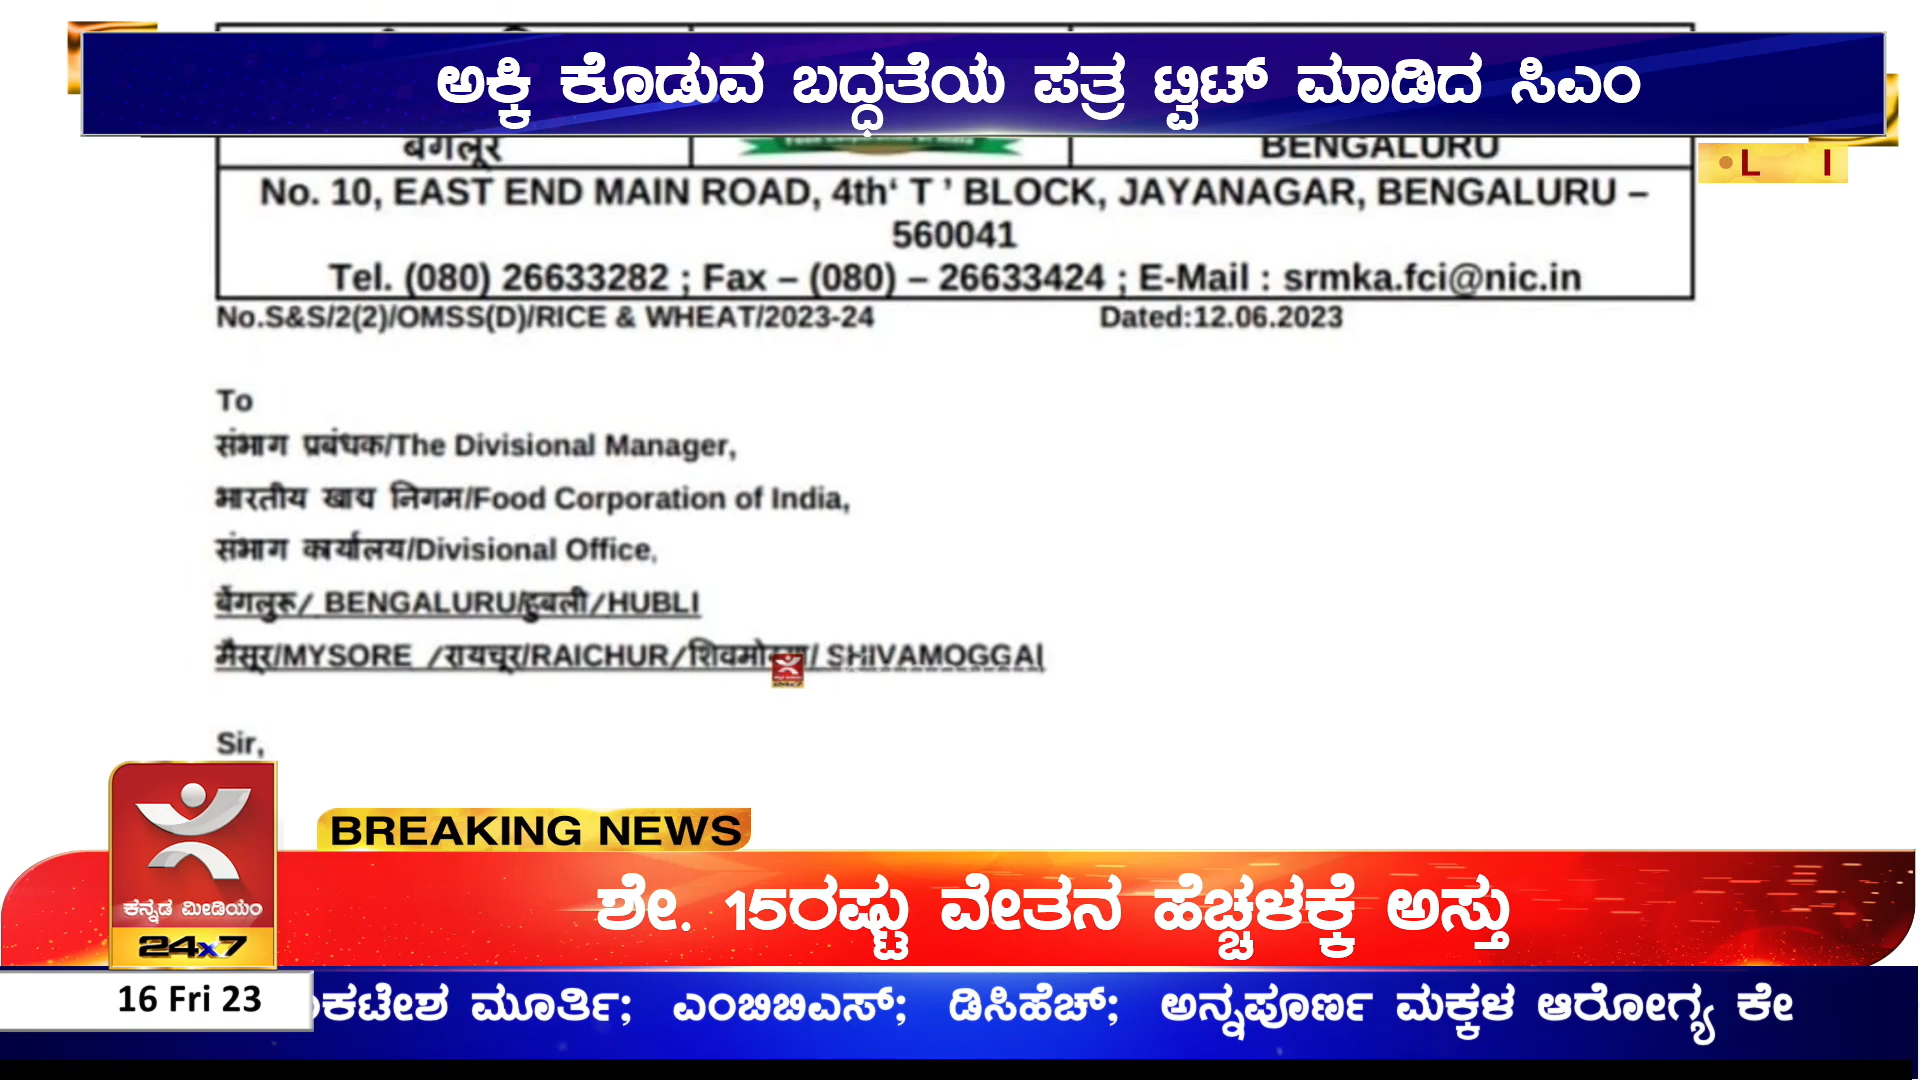 ಅಕ್ಕಿ ಕೊಡುವ ಬದ್ಧತೆಯ ಪತ್ರ ಟ್ವಿಟ್ ಮಾಡಿದ ಸಿಎಂ
बेंगलूर
BENGALURU
L I
No. 10, EAST END MAIN ROAD, 4th‘ T ’ BLOCK, JAYANAGAR, BENGALURU –
560041
Tel. (080) 26633282 ; Fax – (080) – 26633424 ; E-Mail : srmka.fci@nic.in
No.S&S/2(2)/OMSS(D)/RICE & WHEAT/2023-24 Dated:12.06.2023
To
संभाग प्रबंधक/The Divisional Manager,
भारतीय खाद्य निगम/Food Corporation of India,
संभाग कार्यालय/Divisional Office,
बेंगलुरू/ BENGALURU/हुबली/HUBLI
मैसूर/MYSORE /रायचूर/RAICHUR/ SHIVAMOGGAI
Sir,
BREAKING NEWS
ಶೇ. 15ರಷ್ಟು ವೇತನ ಹೆಚ್ಚಳಕ್ಕೆ ಅಸ್ತು
ಕನ್ನಡ ಮೀಡಿಯಂ
24x7
16 Fri 23
ಕಟೇಶ ಮೂರ್ತಿ; ಎಂಬಿಬಿಎಸ್; ಡಿಸಿಹೆಚ್; ಅನ್ನಪೂರ್ಣ ಮಕ್ಕಳ ಆರೋಗ್ಯ ಕೇ